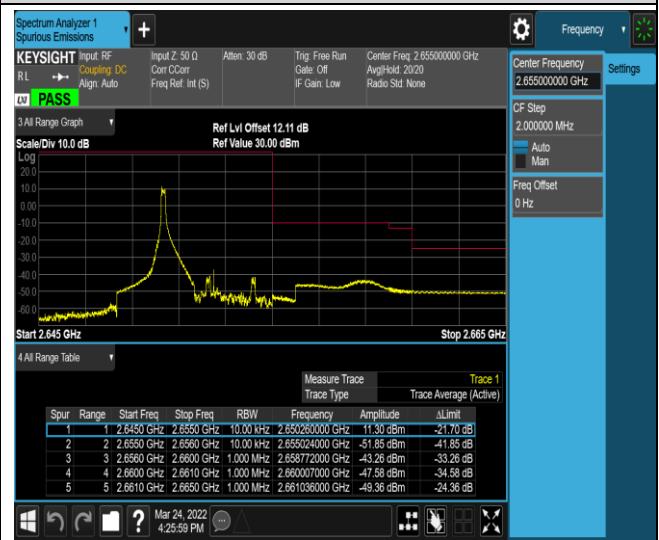 Spectrum Analyzer 1
Spurious Emissions
Frequency
KEYSIGHT
Input: RF
Input Z: 50 Ω
Atten: 30 dB
Trig: Free Run
Center Freq: 2.655000000 GHz
R L
Coupling: DC
Corr CCorr
Gate: Off
Avg|Hold: 20/20
Align: Auto
Freq Ref: Int (S)
IF Gain: Low
Radio Std: None
LXI
PASS
Center Frequency
2.655000000 GHz
Settings
CF Step
2.000000 MHz
Auto
Man
Freq Offset
0 Hz
3 All Range Graph
Ref Lvl Offset 12.11 dB
Scale/Div 10.0 dB
Ref Value 30.00 dBm
Log
20.0
10.0
0.00
-10.0
-20.0
-30.0
-40.0
-50.0
-60.0
Start 2.645 GHz
Stop 2.665 GHz
4 All Range Table
Measure Trace
Trace 1
Trace Type
Trace Average (Active)
Spur Range Start Freq Stop Freq RBW Frequency Amplitude ΔLimit
1 1 2.6450 GHz 2.6550 GHz 10.00 kHz 2.650260000 GHz 11.30 dBm -21.70 dB
2 2 2.6550 GHz 2.6560 GHz 10.00 kHz 2.655024000 GHz -51.85 dBm -41.85 dB
3 3 2.6560 GHz 2.6600 GHz 1.000 MHz 2.658772000 GHz -43.26 dBm -33.26 dB
4 4 2.6600 GHz 2.6610 GHz 1.000 MHz 2.660007000 GHz -47.58 dBm -34.58 dB
5 5 2.6610 GHz 2.6650 GHz 1.000 MHz 2.661036000 GHz -49.36 dBm -24.36 dB
Mar 24, 2022
4:25:59 PM